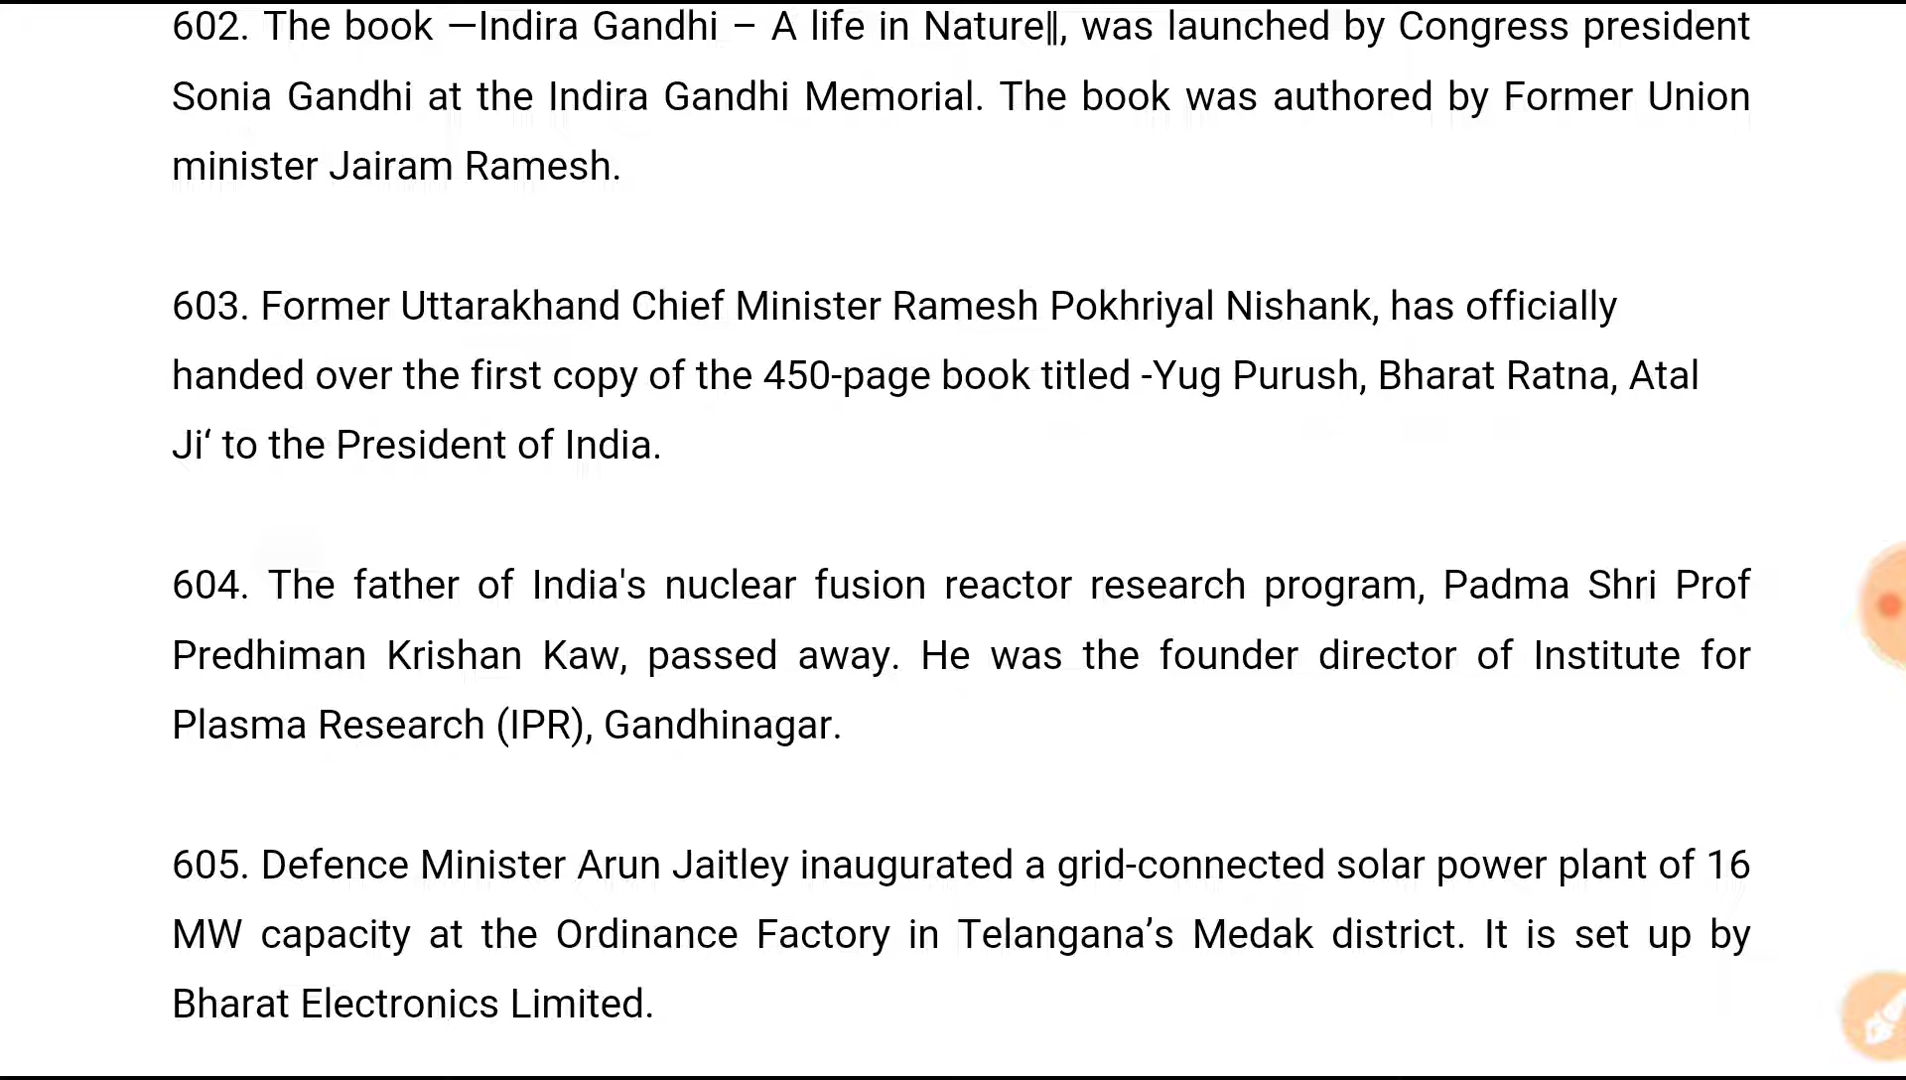 602. The book —Indira Gandhi – A life in Nature‖, was launched by Congress president
Sonia Gandhi at the Indira Gandhi Memorial. The book was authored by Former Union
minister Jairam Ramesh.
603. Former Uttarakhand Chief Minister Ramesh Pokhriyal Nishank, has officially
handed over the first copy of the 450-page book titled -Yug Purush, Bharat Ratna, Atal
Ji‘ to the President of India.
604. The father of India's nuclear fusion reactor research program, Padma Shri Prof
Predhiman Krishan Kaw, passed away. He was the founder director of Institute for
Plasma Research (IPR), Gandhinagar.
605. Defence Minister Arun Jaitley inaugurated a grid-connected solar power plant of 16
MW capacity at the Ordinance Factory in Telangana’s Medak district. It is set up by
Bharat Electronics Limited.